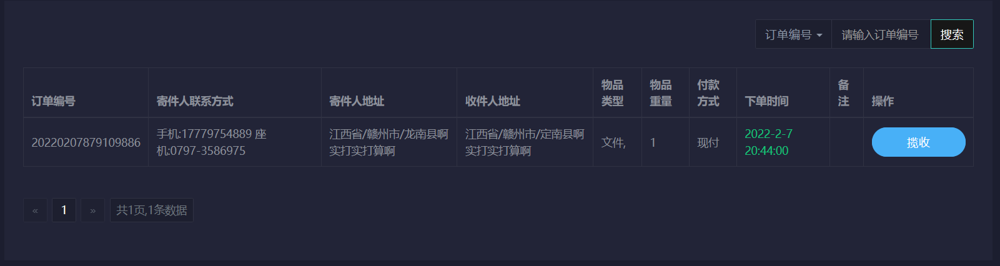 订单编号 请输入订单编号 搜索
订单编号 寄件人联系方式 寄件人地址 收件人地址 物品类型 物品重量 付款方式 下单时间 备注 操作
20220207879109886 手机:17779754889 座机:0797-3586975 江西省/赣州市/龙南县啊实打实打算啊 江西省/赣州市/定南县啊实打实打算啊 文件, 1 现付 2022-2-7 20:44:00 揽收
« 1 » 共1页,1条数据